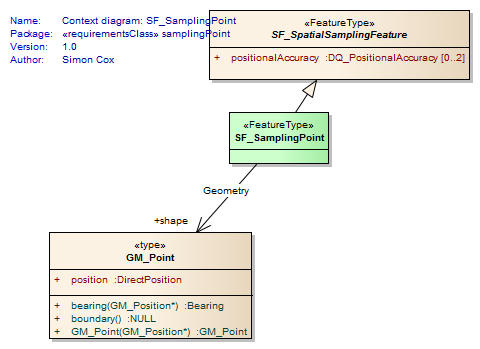 Name: Context diagram: SF_SamplingPoint
Package: «requirementsClass» samplingPoint
Version: 1.0
Author: Simon Cox
«FeatureType»
SF_SpatialSamplingFeature
+ positionalAccuracy :DQ_PositionalAccuracy [0..2]
«FeatureType»
SF_SamplingPoint
Geometry
+shape
«type»
GM_Point
+ position :DirectPosition
+ bearing(GM_Position*) :Bearing
+ boundary() :NULL
+ GM_Point(GM_Position*) :GM_Point